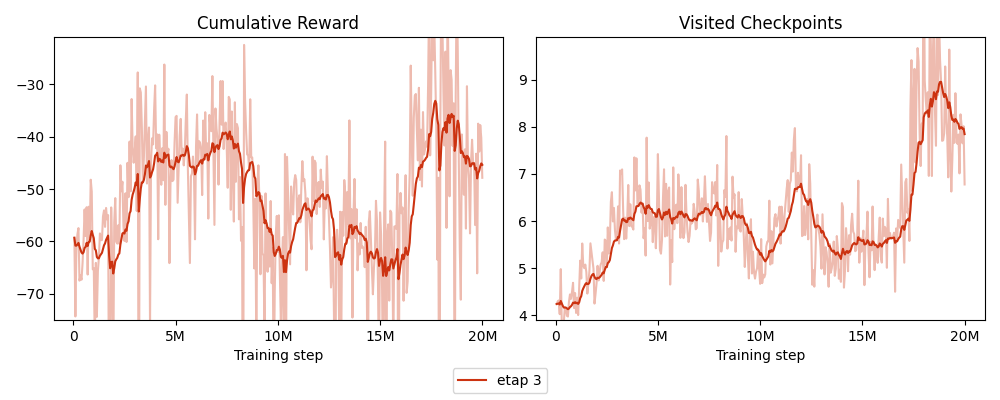 Cumulative Reward
−30
−40
−50
−60
−70
0
5M
10M
15M
20M
Training step
Visited Checkpoints
9
8
7
6
5
4
0
5M
10M
15M
20M
Training step
etap 3